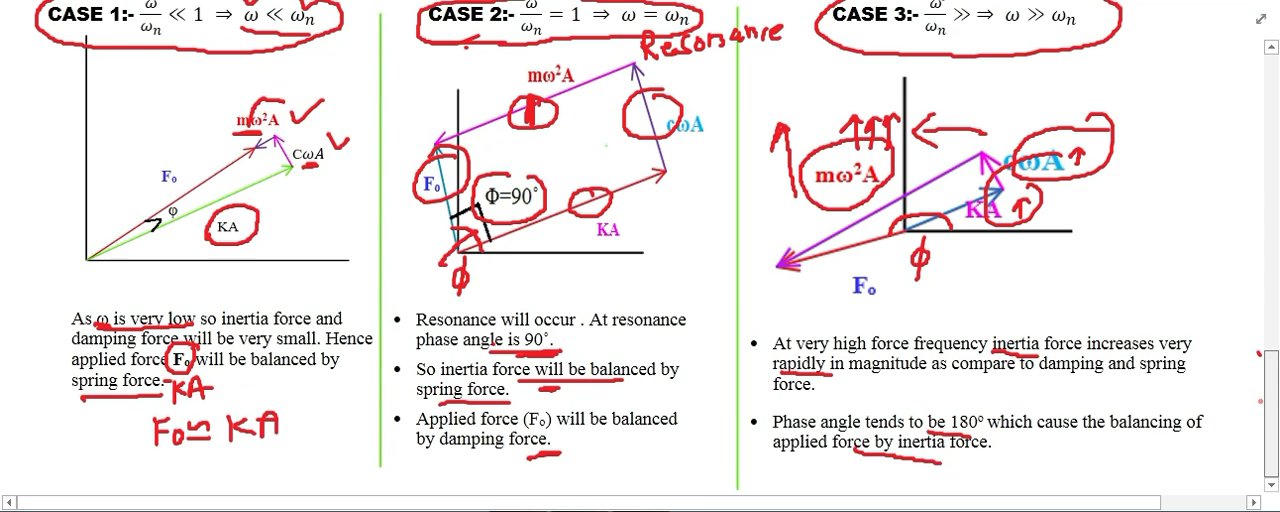 CASE 1:- ω/ωn ≪ 1 ⇒ ω ≪ ωn
mω²A
CωA
F₀
φ
KA
As ω is very low so inertia force and
damping force will be very small. Hence
applied force F₀ will be balanced by
spring force.
KA
F₀ ≃ KA
CASE 2:- ω/ωn = 1 ⇒ ω = ωn
Resonance
mω²A
cωA
F₀
Φ=90°
KA
ϕ
• Resonance will occur . At resonance
phase angle is 90°.
• So inertia force will be balanced by
spring force.
• Applied force (F₀) will be balanced
by damping force.
CASE 3:- ω/ωn ≫⇒ ω ≫ ωn
mω²A
cωA
KA
ϕ
F₀
• At very high force frequency inertia force increases very
rapidly in magnitude as compare to damping and spring
force.
• Phase angle tends to be 180° which cause the balancing of
applied force by inertia force.